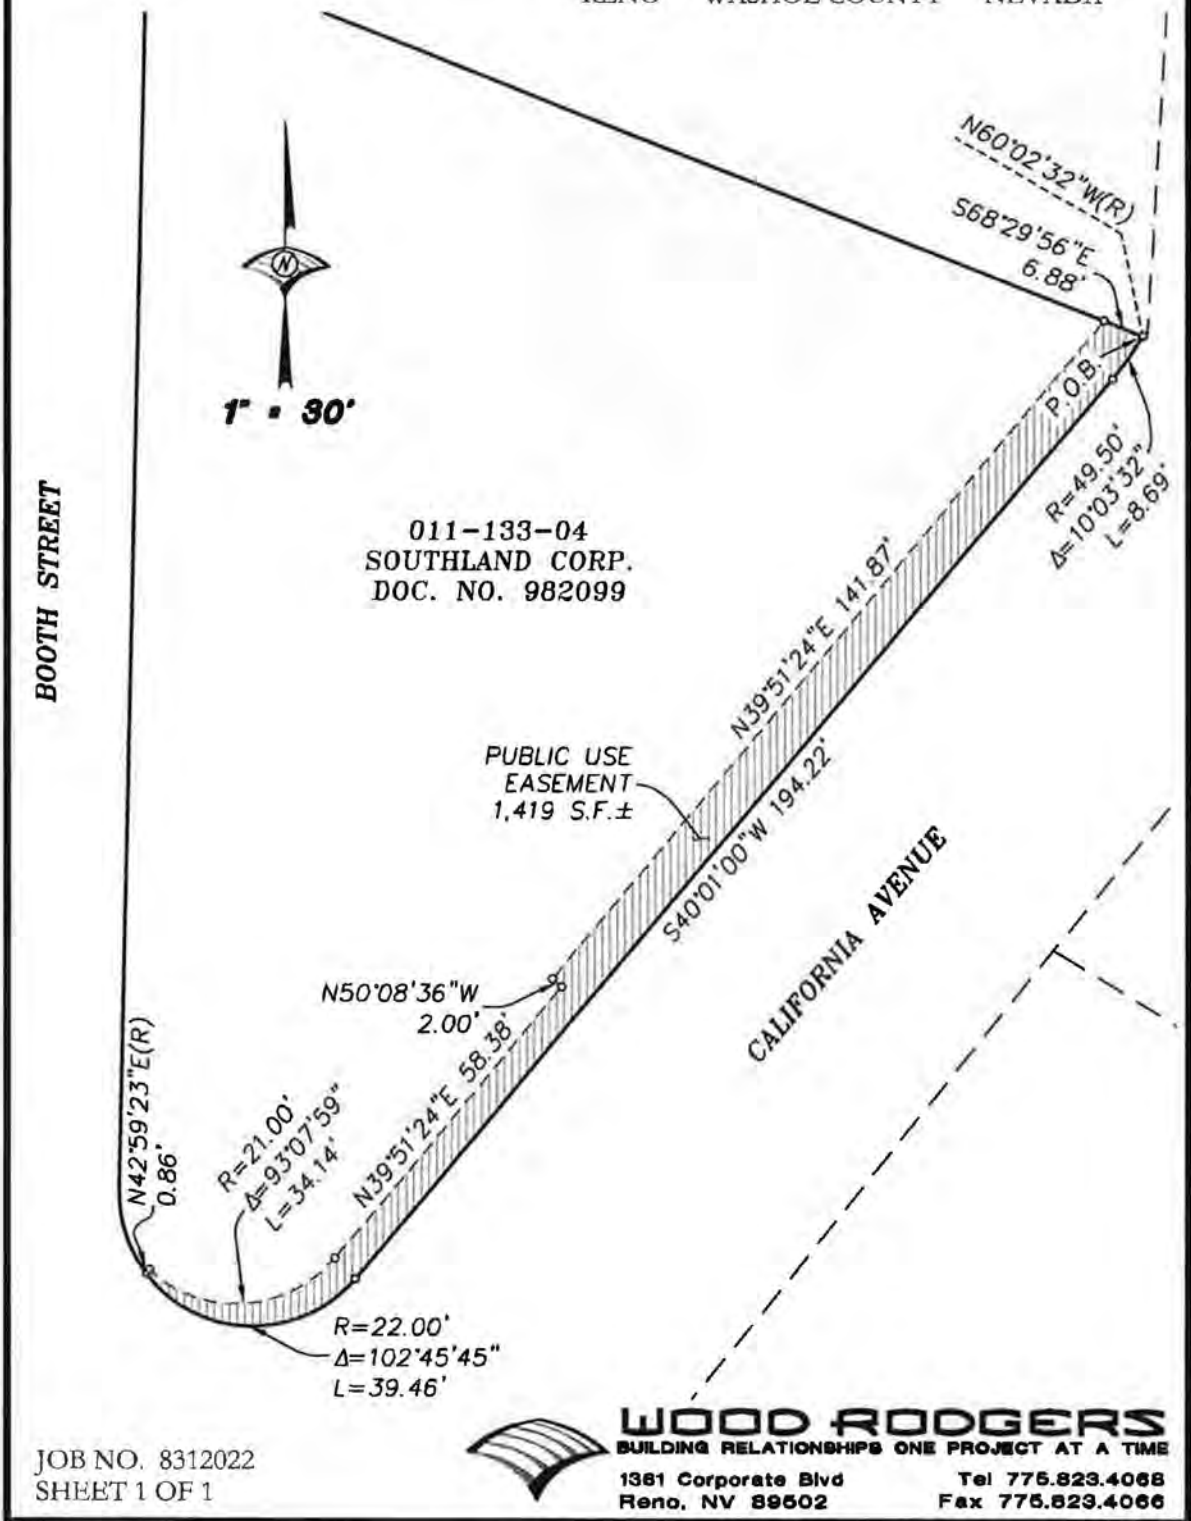 RENO WASHOE COUNTY NEVADA
N60°02'32"W(R)
S68°29'56"E
6.88'
P.O.B.
R=49.50'
Δ=10°03'32"
L=8.69'
N
1" = 30'
BOOTH STREET
011-133-04
SOUTHLAND CORP.
DOC. NO. 982099
N39°51'24"E 141.87'
PUBLIC USE
EASEMENT
1,419 S.F.±
S40°01'00"W 194.22'
CALIFORNIA AVENUE
N50°08'36"W
2.00'
N39°51'24"E 58.38'
N42°59'23"E(R)
0.86'
R=21.00'
Δ=93°07'59"
L=34.14'
R=22.00'
Δ=102°45'45"
L=39.46'
JOB NO. 8312022
SHEET 1 OF 1
WOOD RODGERS
BUILDING RELATIONSHIPS ONE PROJECT AT A TIME
1361 Corporate Blvd Tel 775.823.4068
Reno, NV 89502 Fax 775.823.4066